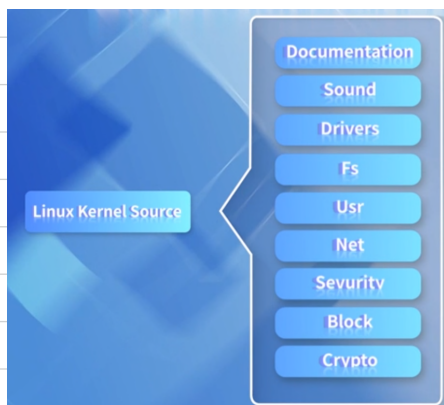 Documentation
Sound
Drivers
Fs
Linux Kernel Source
Usr
Net
Sevurity
Block
Crypto